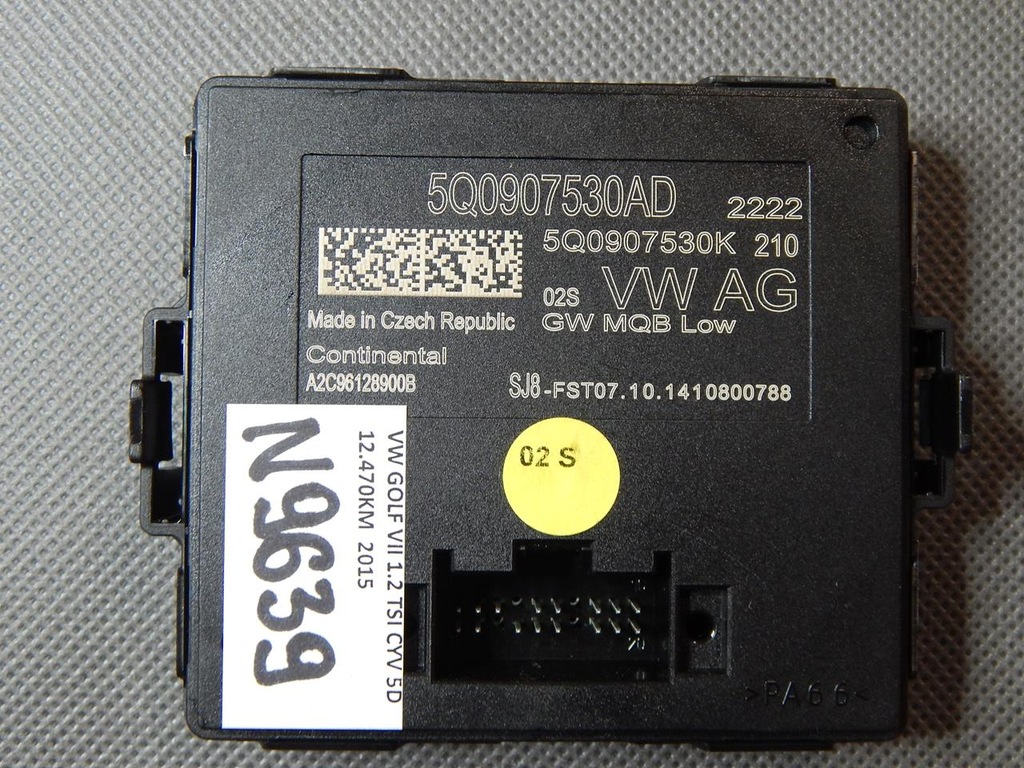 5Q0907530AD 2222
5Q0907530K 210
02S VW AG
Made in Czech Republic GW MQB Low
Continental
A2C96128900B SJ8-FST07.10.1410800788
02 S
VW GOLF VII 1.2 TSI CYV 5D
12.470KM 2015
N9639
>PA66<